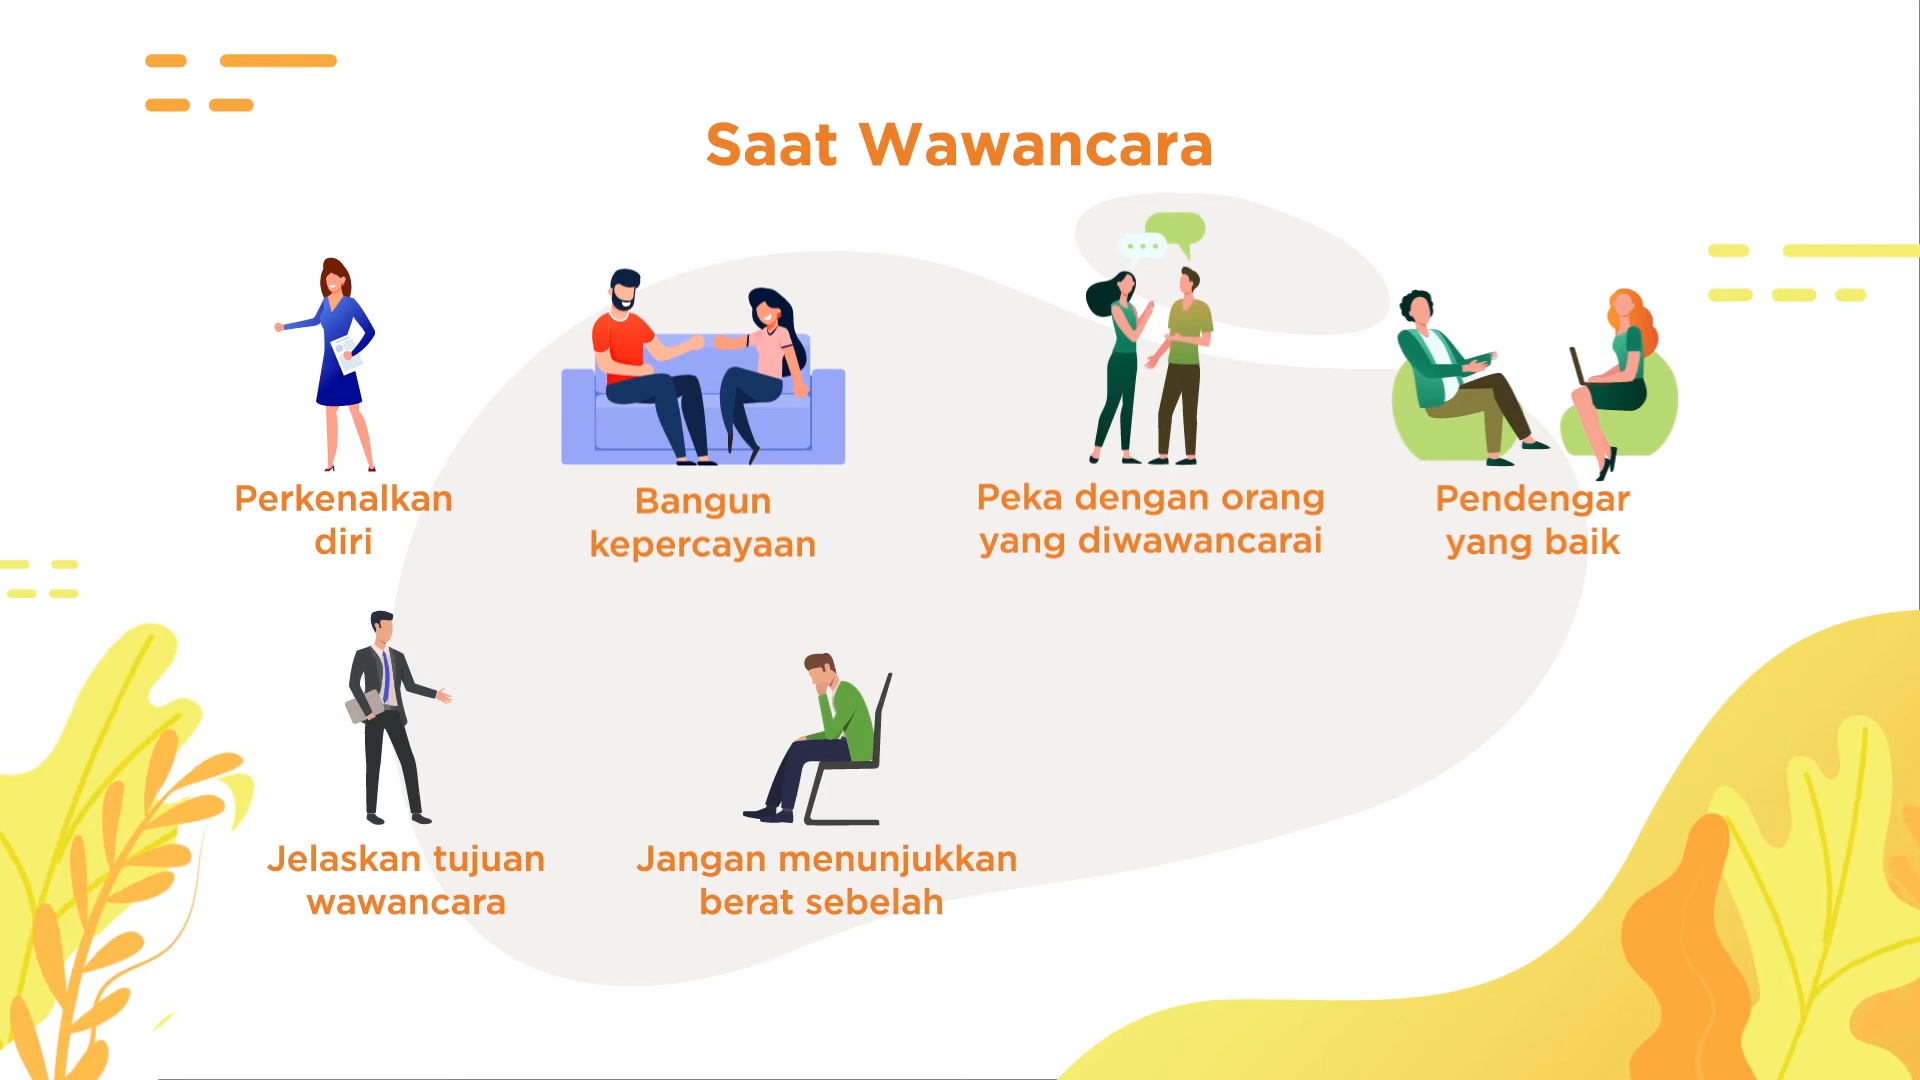 Saat Wawancara
Perkenalkan
diri
Bangun
kepercayaan
Peka dengan orang
yang diwawancarai
Pendengar
yang baik
Jelaskan tujuan
wawancara
Jangan menunjukkan
berat sebelah